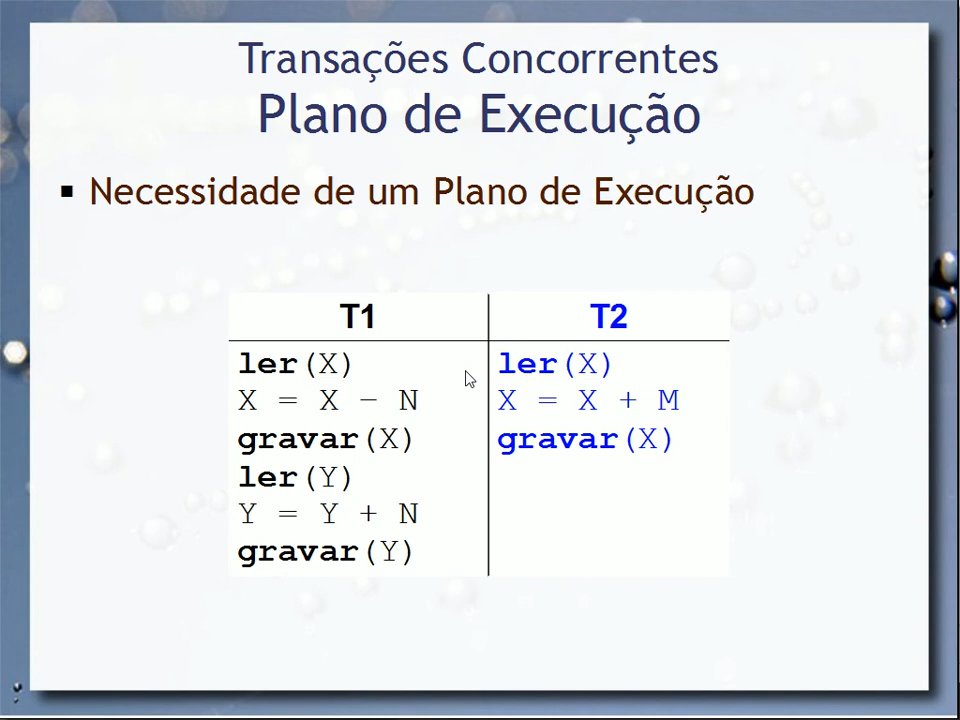 Transações Concorrentes
Plano de Execução
▪ Necessidade de um Plano de Execução
T1 T2
ler(X) ler(X)
X = X − N X = X + M
gravar(X) gravar(X)
ler(Y)
Y = Y + N
gravar(Y)